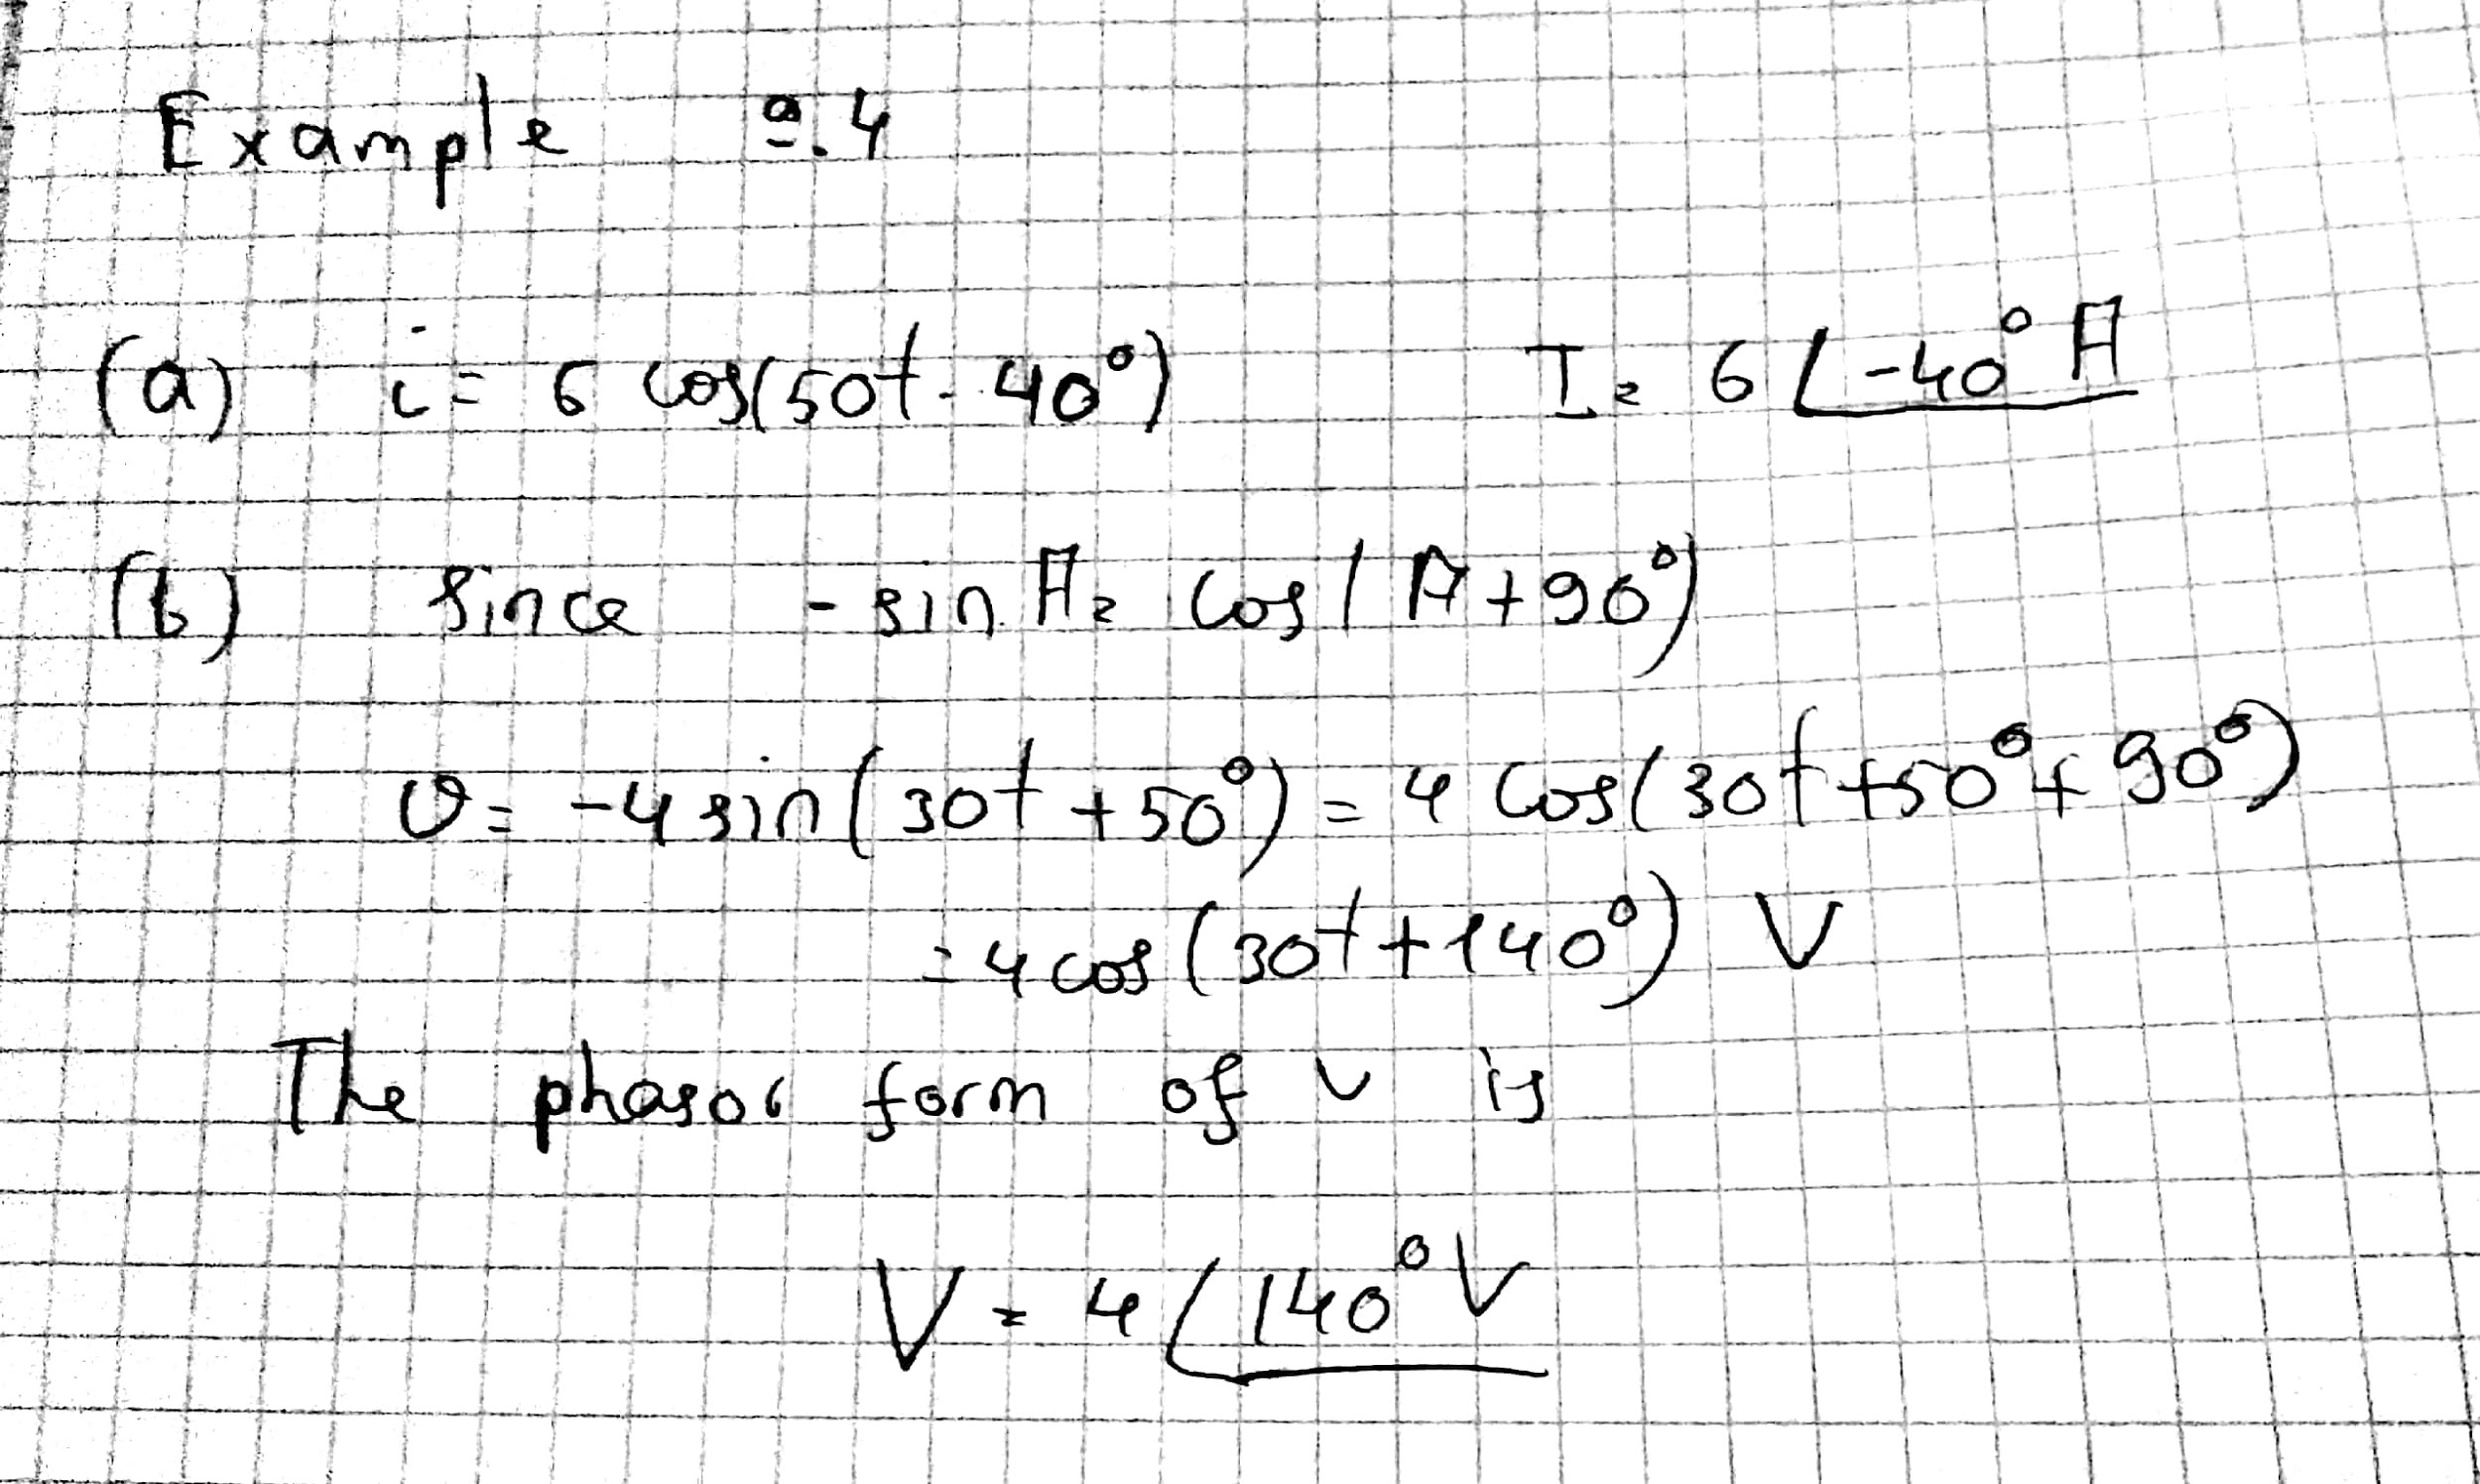 Example 9.4
(a) i = 6 cos(50t - 40°) I = 6∠-40° A
(b) Since -sin A = cos(A + 90°)
v = -4 sin(30t + 50°) = 4 cos(30t + 50° + 90°)
= 4 cos(30t + 140°) V
The phasor form of v is
V = 4∠140° V